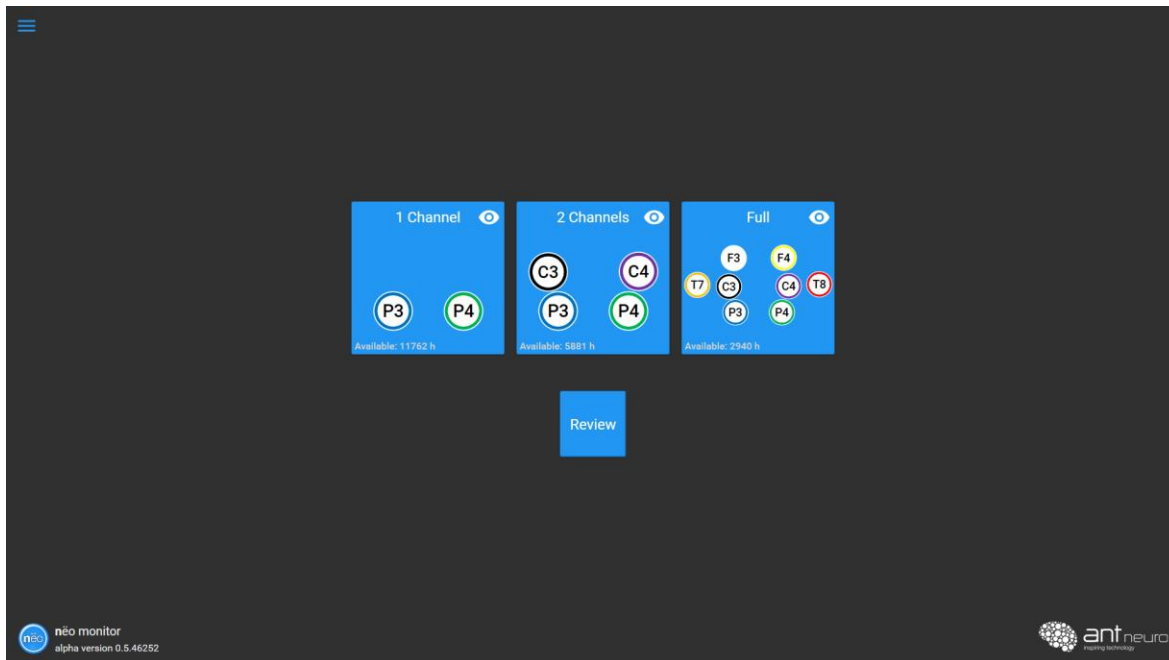 1 Channel
P3 P4
Available: 11762 h
2 Channels
C3 C4
P3 P4
Available: 5881 h
Full
F3 F4
T7 C3 C4 T8
P3 P4
Available: 2940 h
Review
nëo
nëo monitor
alpha version 0.5.46252
ant neuro
inspiring technology